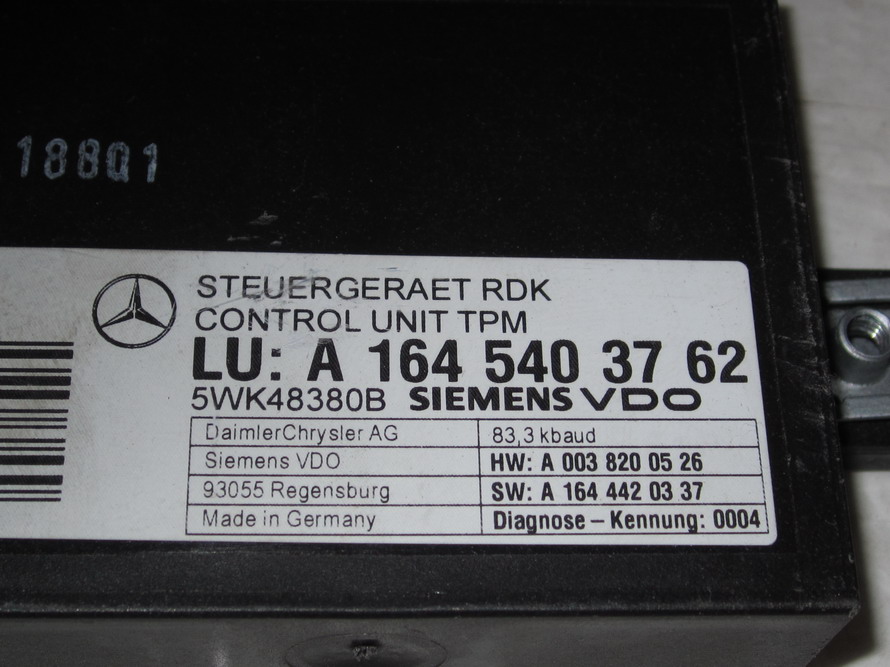 188Q1
STEUERGERAET RDK
CONTROL UNIT TPM
LU: A 164 540 37 62
5WK48380B SIEMENS VDO
DaimlerChrysler AG 83,3 kbaud
Siemens VDO HW: A 003 820 05 26
93055 Regensburg SW: A 164 442 03 37
Made in Germany Diagnose – Kennung: 0004